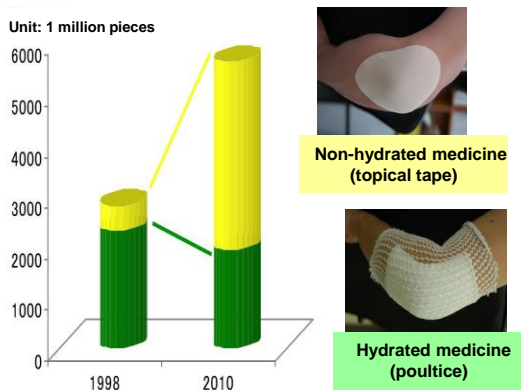 Unit: 1 million pieces
6000
5000
4000
3000
2000
1000
0
1998
2010
Non-hydrated medicine
(topical tape)
Hydrated medicine
(poultice)